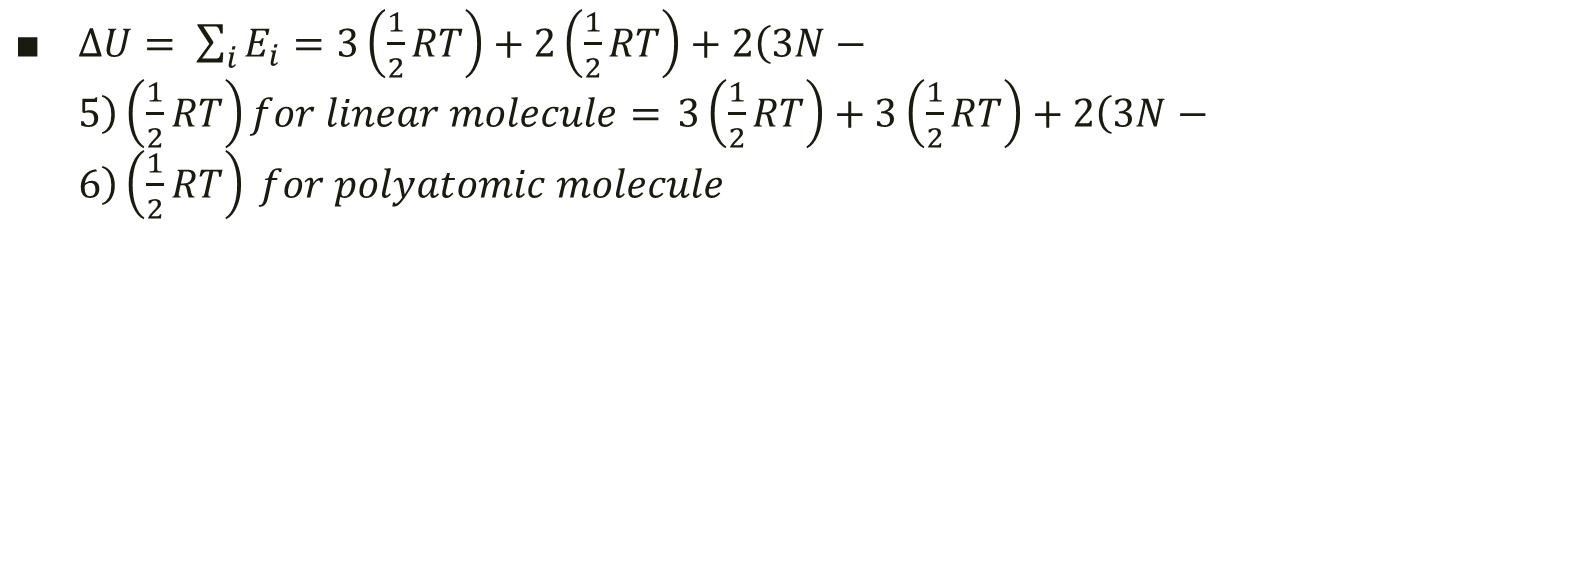 ▪ ΔU = ∑ᵢ Eᵢ = 3(½RT) + 2(½RT) + 2(3N −
5)(½RT) for linear molecule = 3(½RT) + 3(½RT) + 2(3N −
6)(½RT) for polyatomic molecule